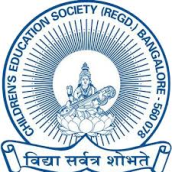 CHILDREN'S EDUCATION SOCIETY (REGD.) BANGALORE - 560 078
विद्या सर्वत्र शोभते